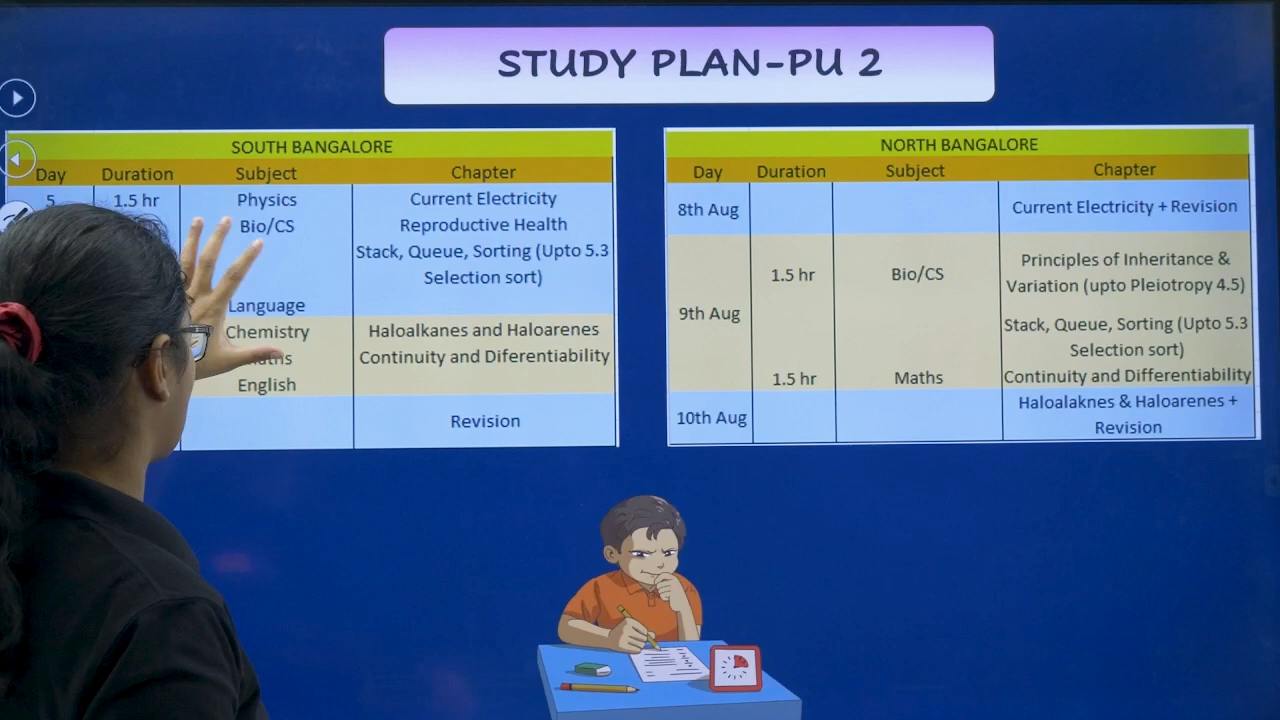 STUDY PLAN-PU 2
SOUTH BANGALORE
Day Duration Subject Chapter
5 1.5 hr Physics Current Electricity
Bio/CS Reproductive Health
Stack, Queue, Sorting (Upto 5.3
Selection sort)
Language
Chemistry Haloalkanes and Haloarenes
Continuity and Diferentiability
English
Revision
NORTH BANGALORE
Day Duration Subject Chapter
8th Aug Current Electricity + Revision
9th Aug 1.5 hr Bio/CS Principles of Inheritance &
Variation (upto Pleiotropy 4.5)
Stack, Queue, Sorting (Upto 5.3
Selection sort)
1.5 hr Maths Continuity and Differentiability
10th Aug Haloalaknes & Haloarenes +
Revision